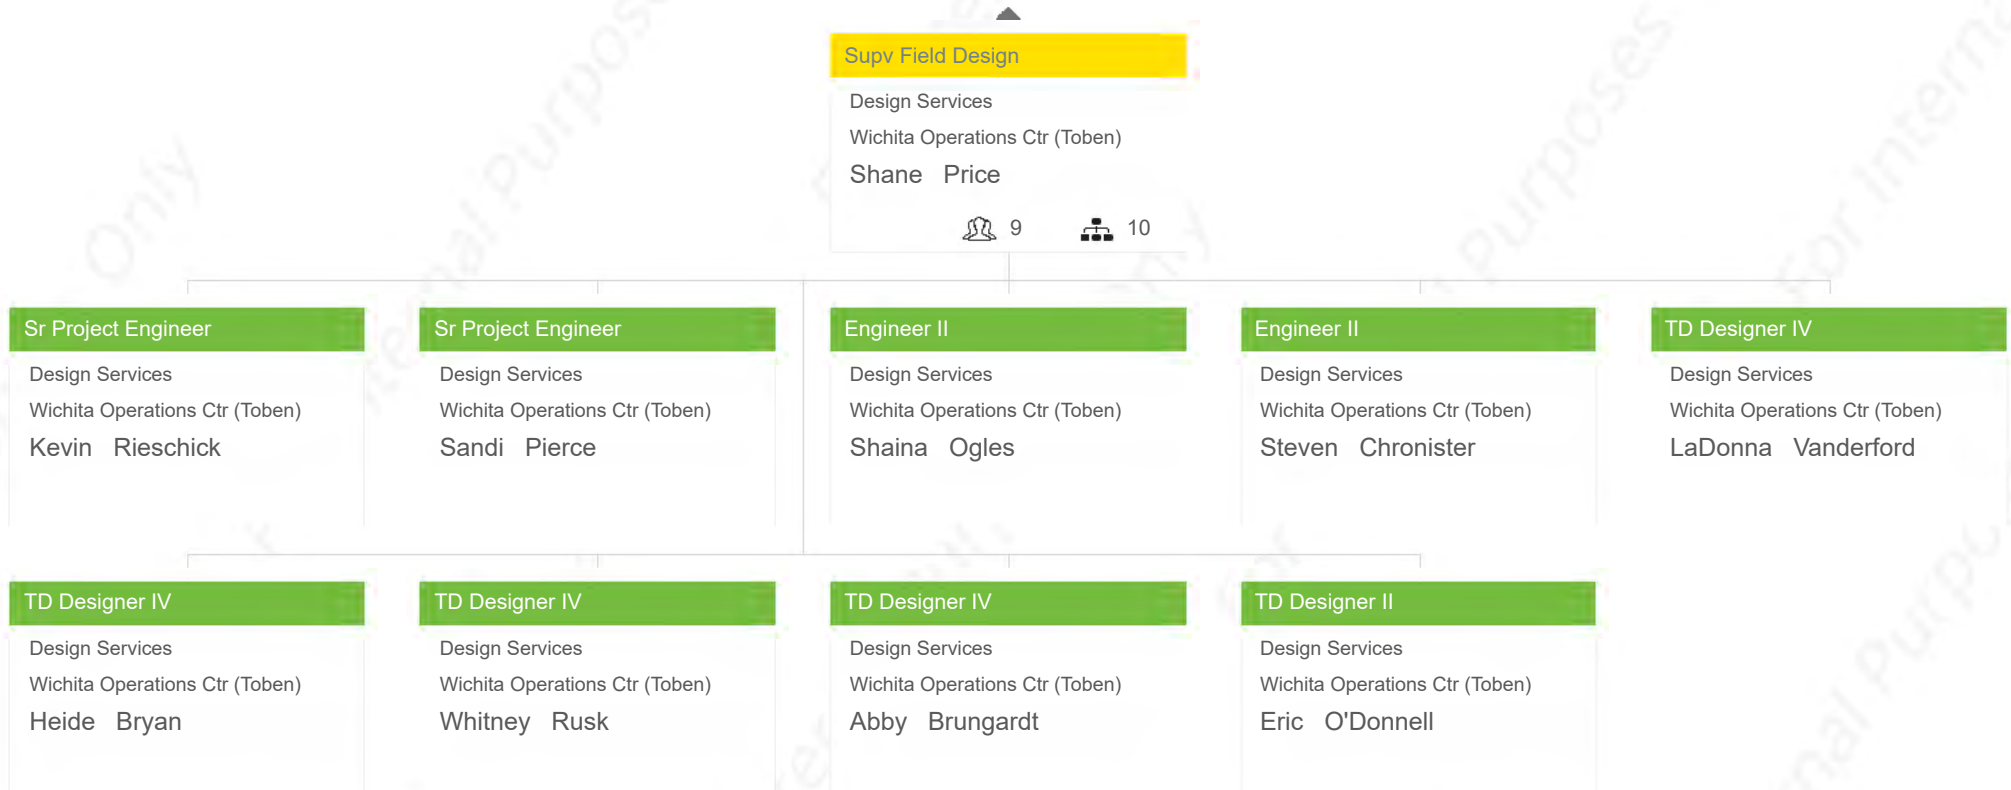 Supv Field Design
Design Services
Wichita Operations Ctr (Toben)
Shane Price
9 10
Sr Project Engineer
Design Services
Wichita Operations Ctr (Toben)
Kevin Rieschick
Sr Project Engineer
Design Services
Wichita Operations Ctr (Toben)
Sandi Pierce
Engineer II
Design Services
Wichita Operations Ctr (Toben)
Shaina Ogles
Engineer II
Design Services
Wichita Operations Ctr (Toben)
Steven Chronister
TD Designer IV
Design Services
Wichita Operations Ctr (Toben)
LaDonna Vanderford
TD Designer IV
Design Services
Wichita Operations Ctr (Toben)
Heide Bryan
TD Designer IV
Design Services
Wichita Operations Ctr (Toben)
Whitney Rusk
TD Designer IV
Design Services
Wichita Operations Ctr (Toben)
Abby Brungardt
TD Designer II
Design Services
Wichita Operations Ctr (Toben)
Eric O'Donnell